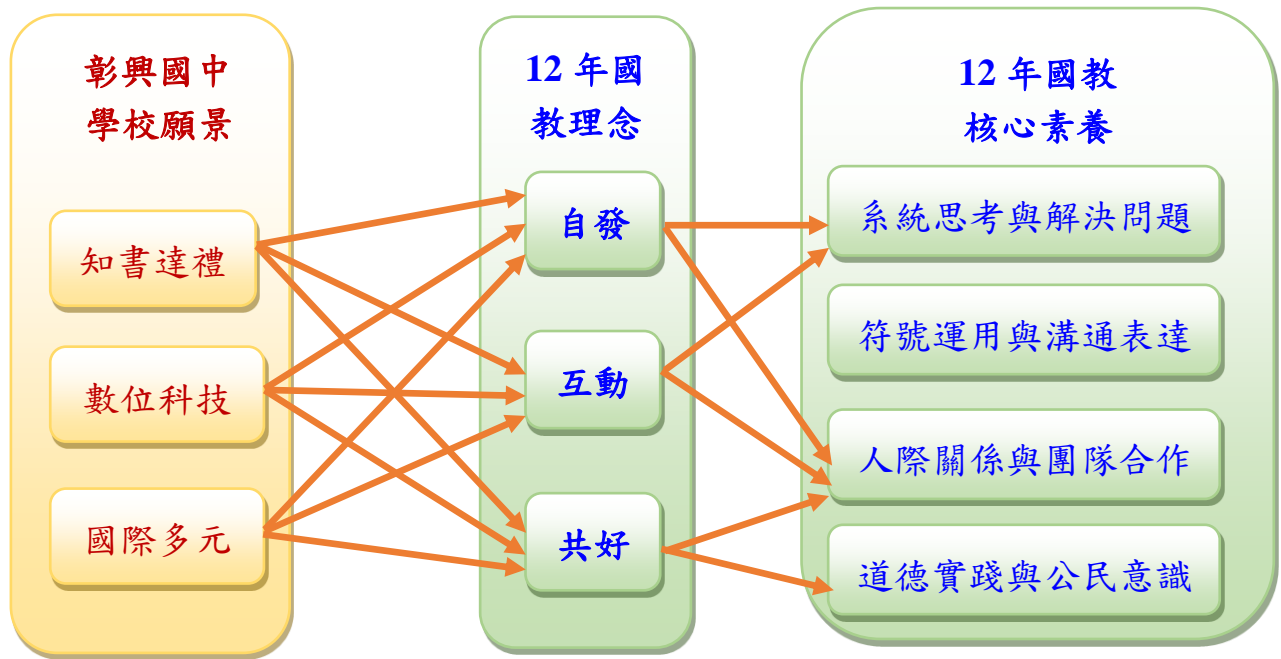 彰興國中
學校願景
知書達禮
數位科技
國際多元
12 年國
教理念
自發
互動
共好
12 年國教
核心素養
系統思考與解決問題
符號運用與溝通表達
人際關係與團隊合作
道德實踐與公民意識